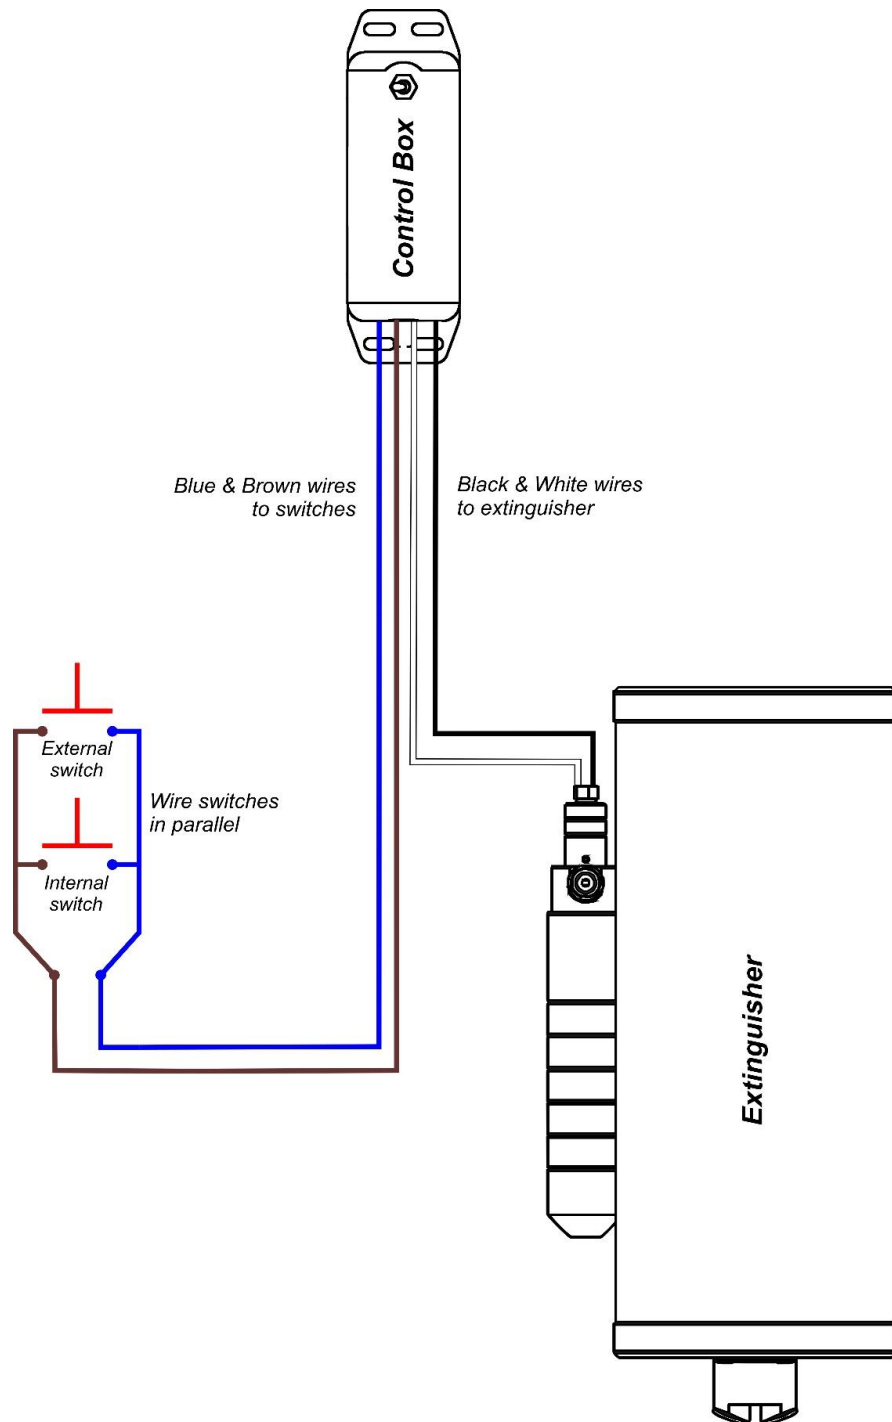 Control Box
Blue & Brown wires
to switches
Black & White wires
to extinguisher
External
switch
Wire switches
in parallel
Internal
switch
Extinguisher